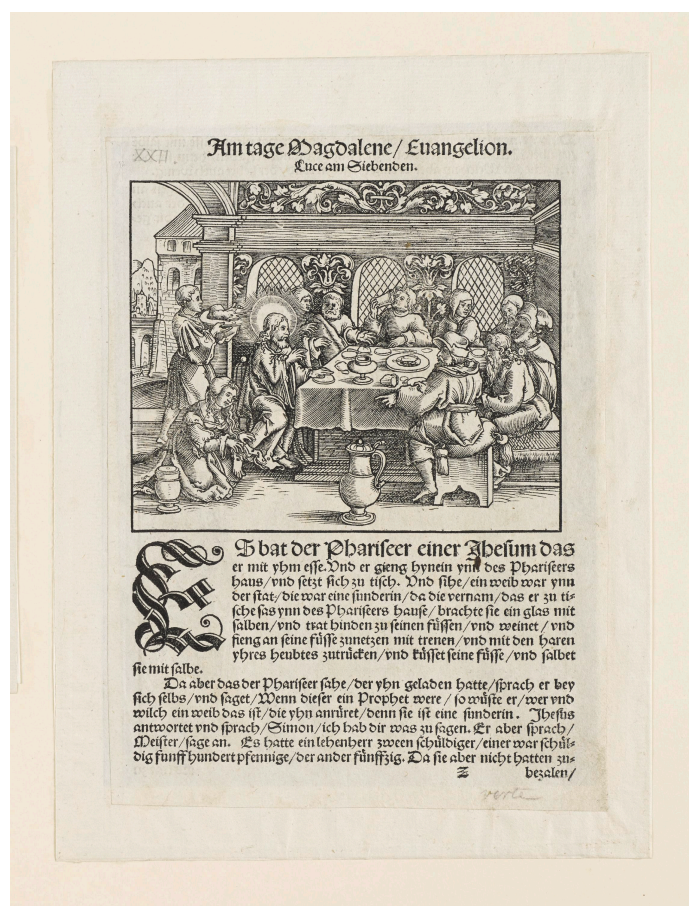 XXII.
Am tage Magdalene/ Euangelion.
Luce am Siebenden.
ES bat der Phariseer einer Jhesum das
er mit yhm esse. Vnd er gieng hynein ynn des Phariseers
haus/vnd setzt sich zu tisch. Vnd sihe/ein weib war ynn
der stat/die war eine sunderin/da die vernam/das er zu ti-
sche sas ynn des Phariseers hause/ brachte sie ein glas mit
salben/vnd trat hinden zu seinen füssen/vnd weinet/vnd
fieng an seine füsse zunetzen mit trenen/vnd mit den haren
yhres heubtes zutrücken/vnd küsset seine füsse/vnd salbet
sie mit salbe.
Da aber das der Phariseer sahe/der yhn geladen hatte/sprach er bey
sich selbs/vnd saget/Wenn dieser ein Prophet were/so wüste er/wer vnd
wilch ein weib das ist/die yhn anrüret/denn sie ist eine sunderin. Jhesus
antwortet vnd sprach/Simon/ich hab dir was zu sagen. Er aber sprach/
Meister/sage an. Es hatte ein lehenherr zween schüldiger/einer war schül-
dig funff hundert pfennige/der ander fünffzig. Da sie aber nicht hatten zu-
Z bezalen/
verte